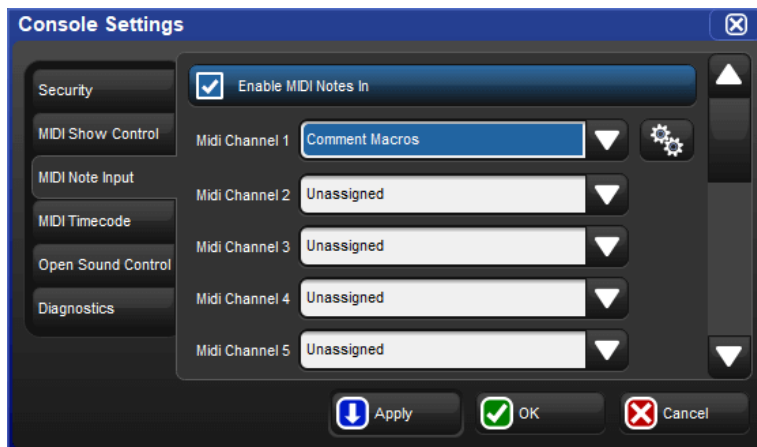 Console Settings
Security
MIDI Show Control
MIDI Note Input
MIDI Timecode
Open Sound Control
Diagnostics
Enable MIDI Notes In
Midi Channel 1 Comment Macros
Midi Channel 2 Unassigned
Midi Channel 3 Unassigned
Midi Channel 4 Unassigned
Midi Channel 5 Unassigned
Apply OK Cancel